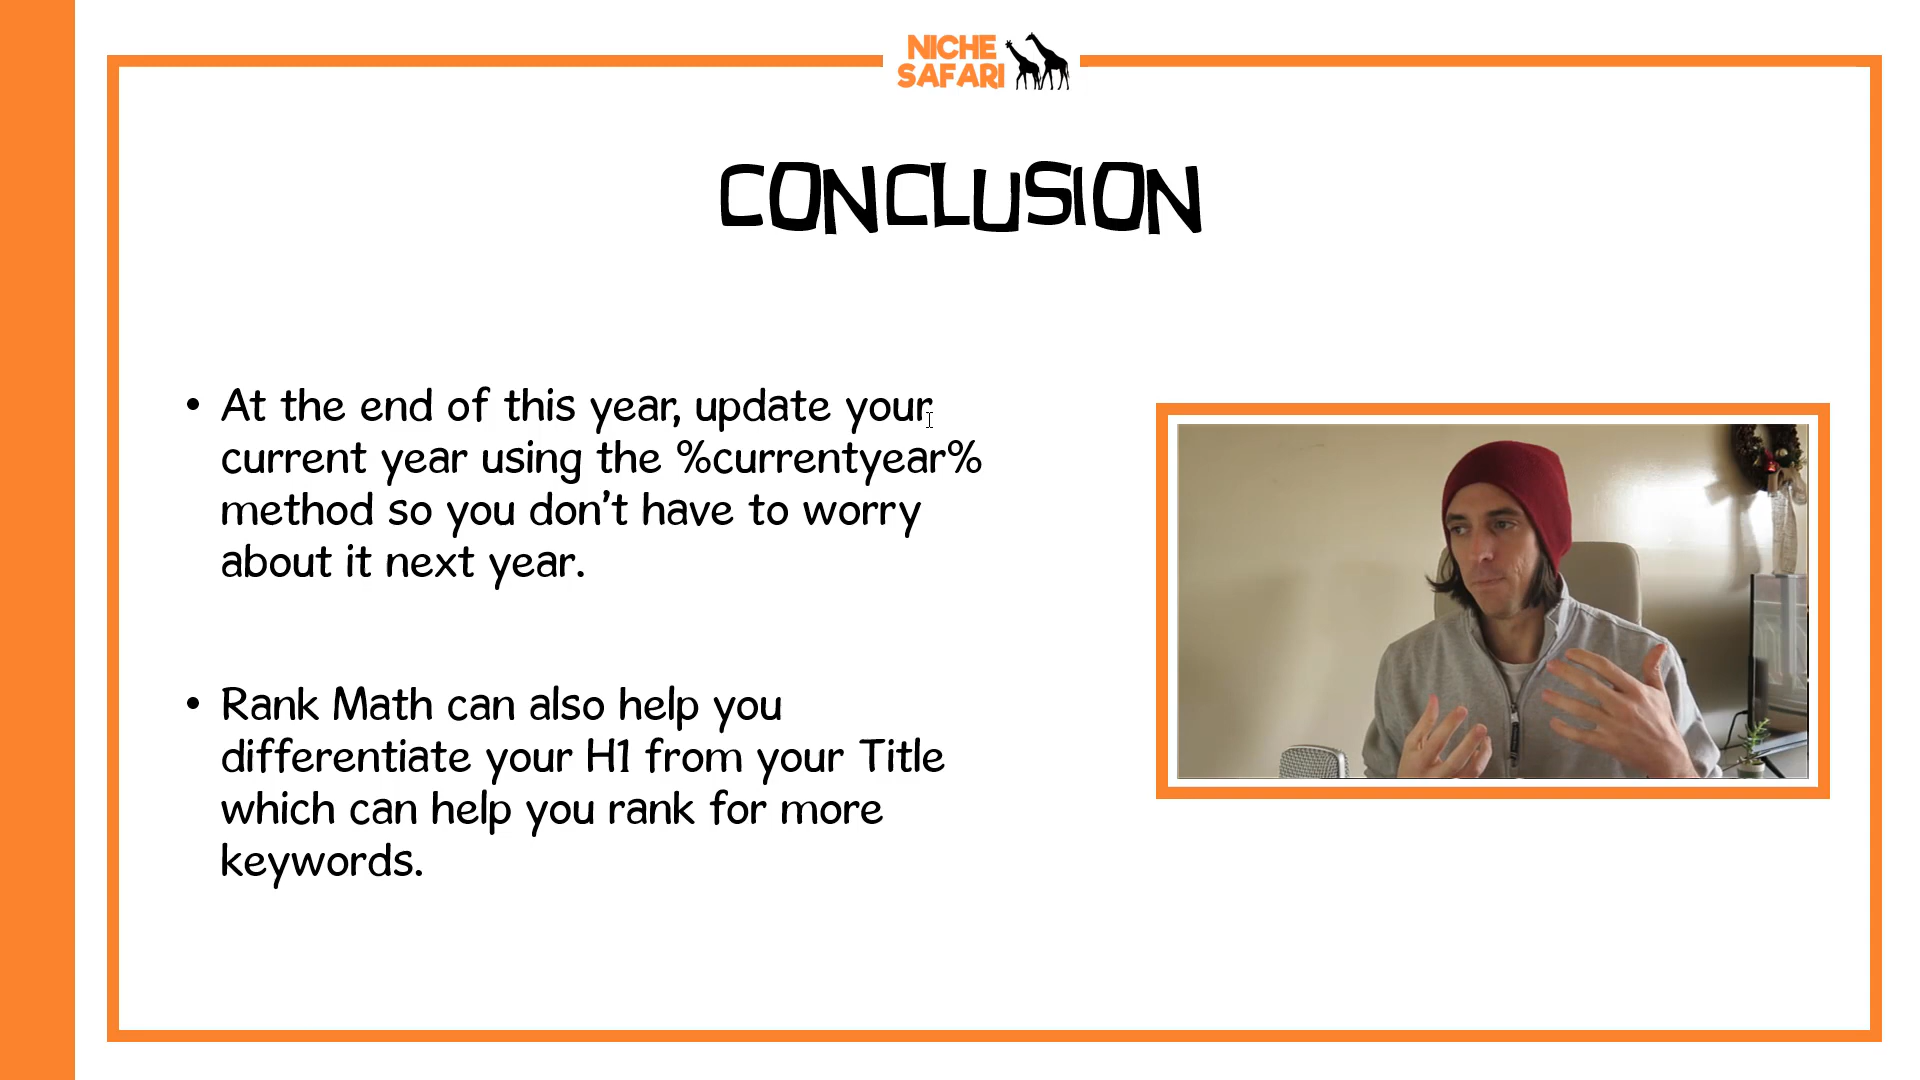 NICHE
SAFARI
CONCLUSION
• At the end of this year, update your
current year using the %currentyear%
method so you don't have to worry
about it next year.
• Rank Math can also help you
differentiate your H1 from your Title
which can help you rank for more
keywords.